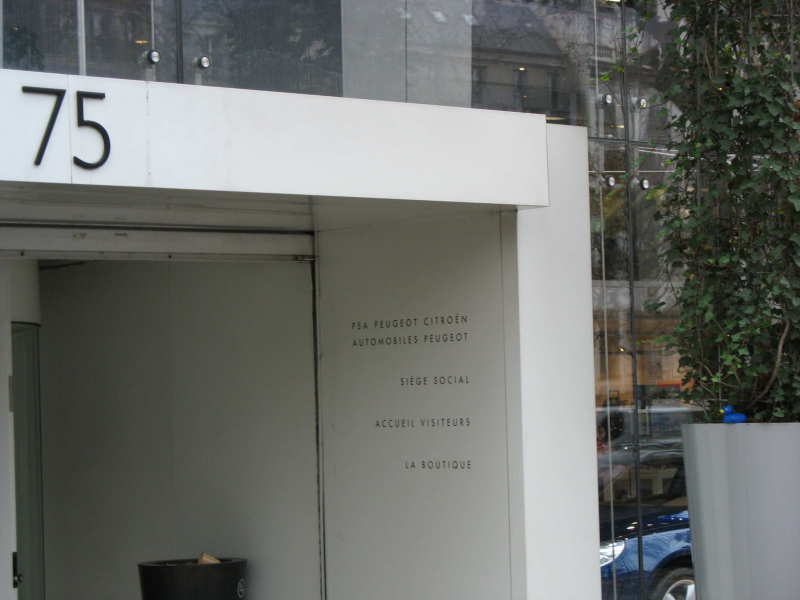 75
PSA PEUGEOT CITROËN
AUTOMOBILES PEUGEOT
SIÈGE SOCIAL
ACCUEIL VISITEURS
LA BOUTIQUE